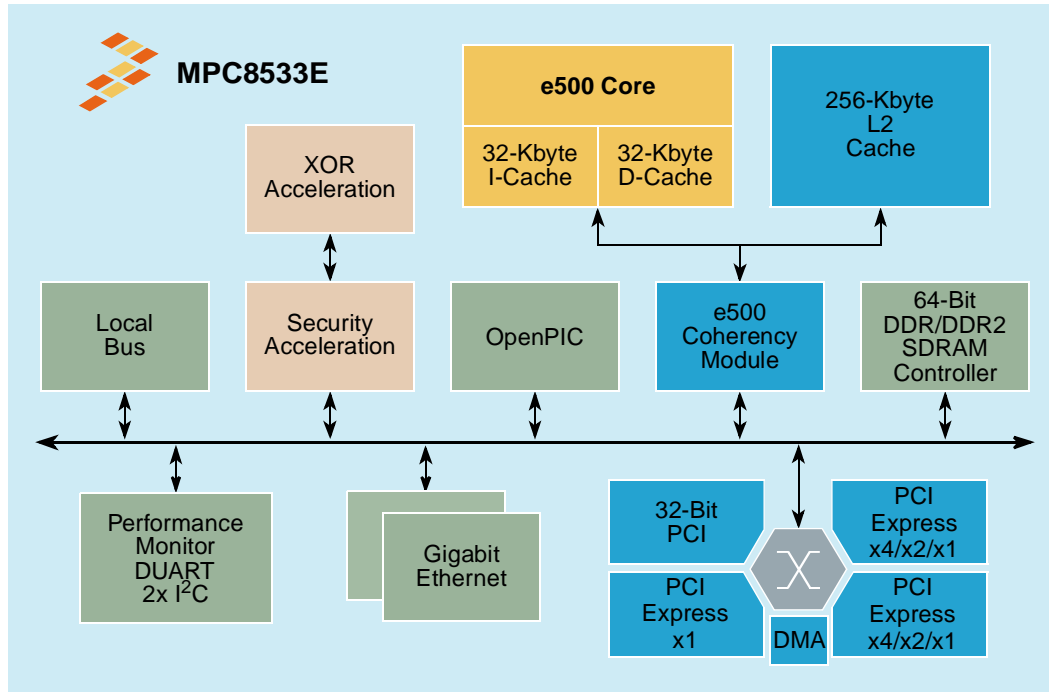 MPC8533E
e500 Core
32-Kbyte
I-Cache
32-Kbyte
D-Cache
256-Kbyte
L2
Cache
XOR
Acceleration
Local
Bus
Security
Acceleration
OpenPIC
e500
Coherency
Module
64-Bit
DDR/DDR2
SDRAM
Controller
Performance
Monitor
DUART
2x I²C
Gigabit
Ethernet
32-Bit
PCI
PCI
Express
x4/x2/x1
PCI
Express
x1
DMA
PCI
Express
x4/x2/x1